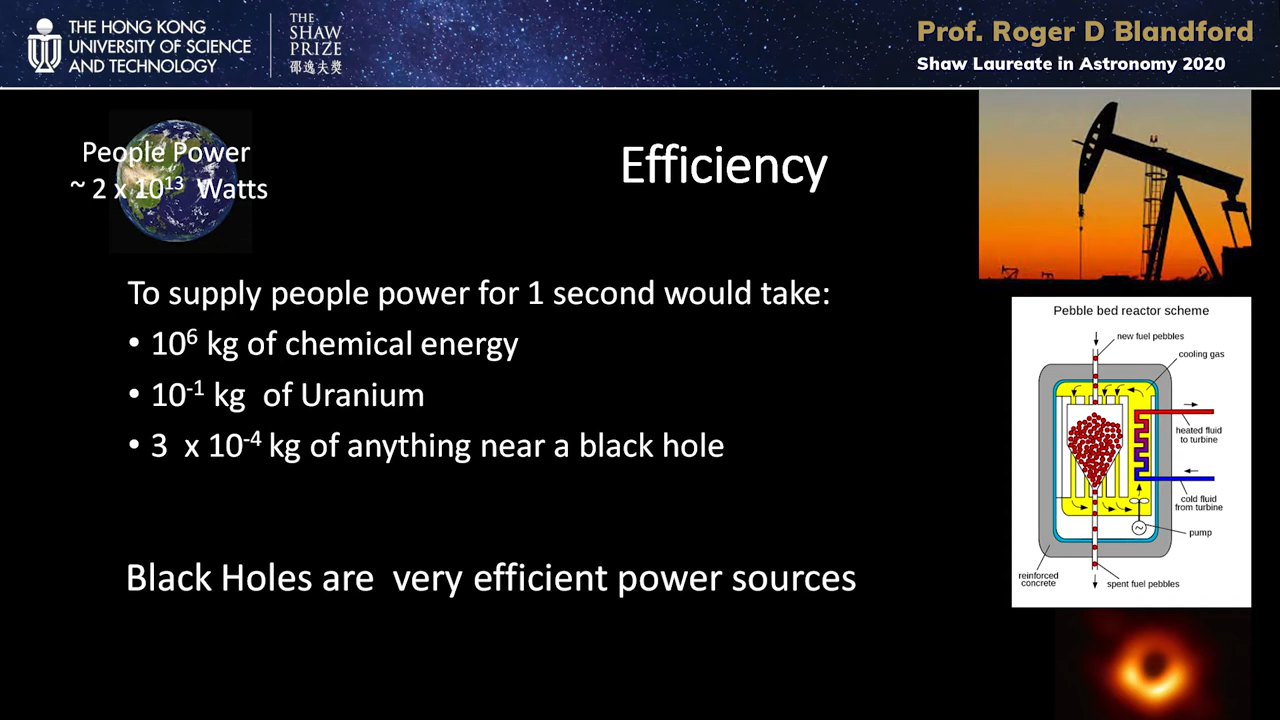 THE HONG KONG
UNIVERSITY OF SCIENCE
AND TECHNOLOGY
THE
SHAW
PRIZE
邵逸夫獎
Prof. Roger D Blandford
Shaw Laureate in Astronomy 2020
People Power
~ 2 x 10¹³ Watts
Efficiency
To supply people power for 1 second would take:
• 10⁶ kg of chemical energy
• 10⁻¹ kg of Uranium
• 3 x 10⁻⁴ kg of anything near a black hole
Black Holes are very efficient power sources
Pebble bed reactor scheme
new fuel pebbles
cooling gas
heated fluid
to turbine
cold fluid
from turbine
pump
reinforced
concrete
spent fuel pebbles